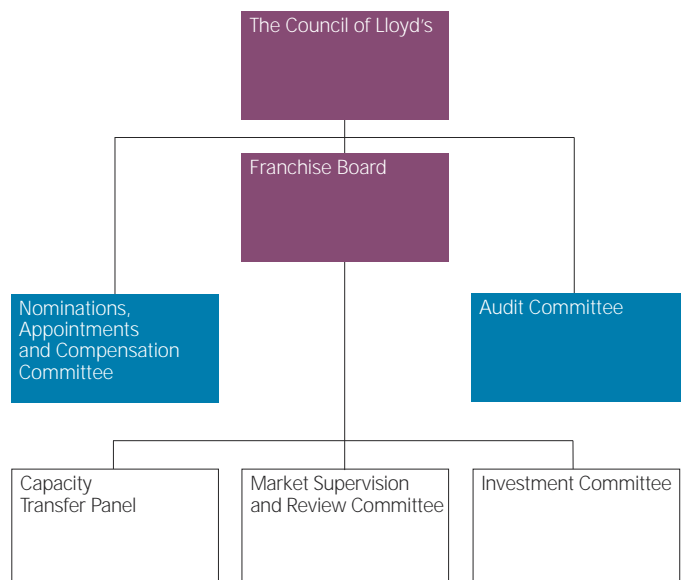 The Council of Lloyd's
Franchise Board
Nominations,
Appointments
and Compensation
Committee
Audit Committee
Capacity
Transfer Panel
Market Supervision
and Review Committee
Investment Committee